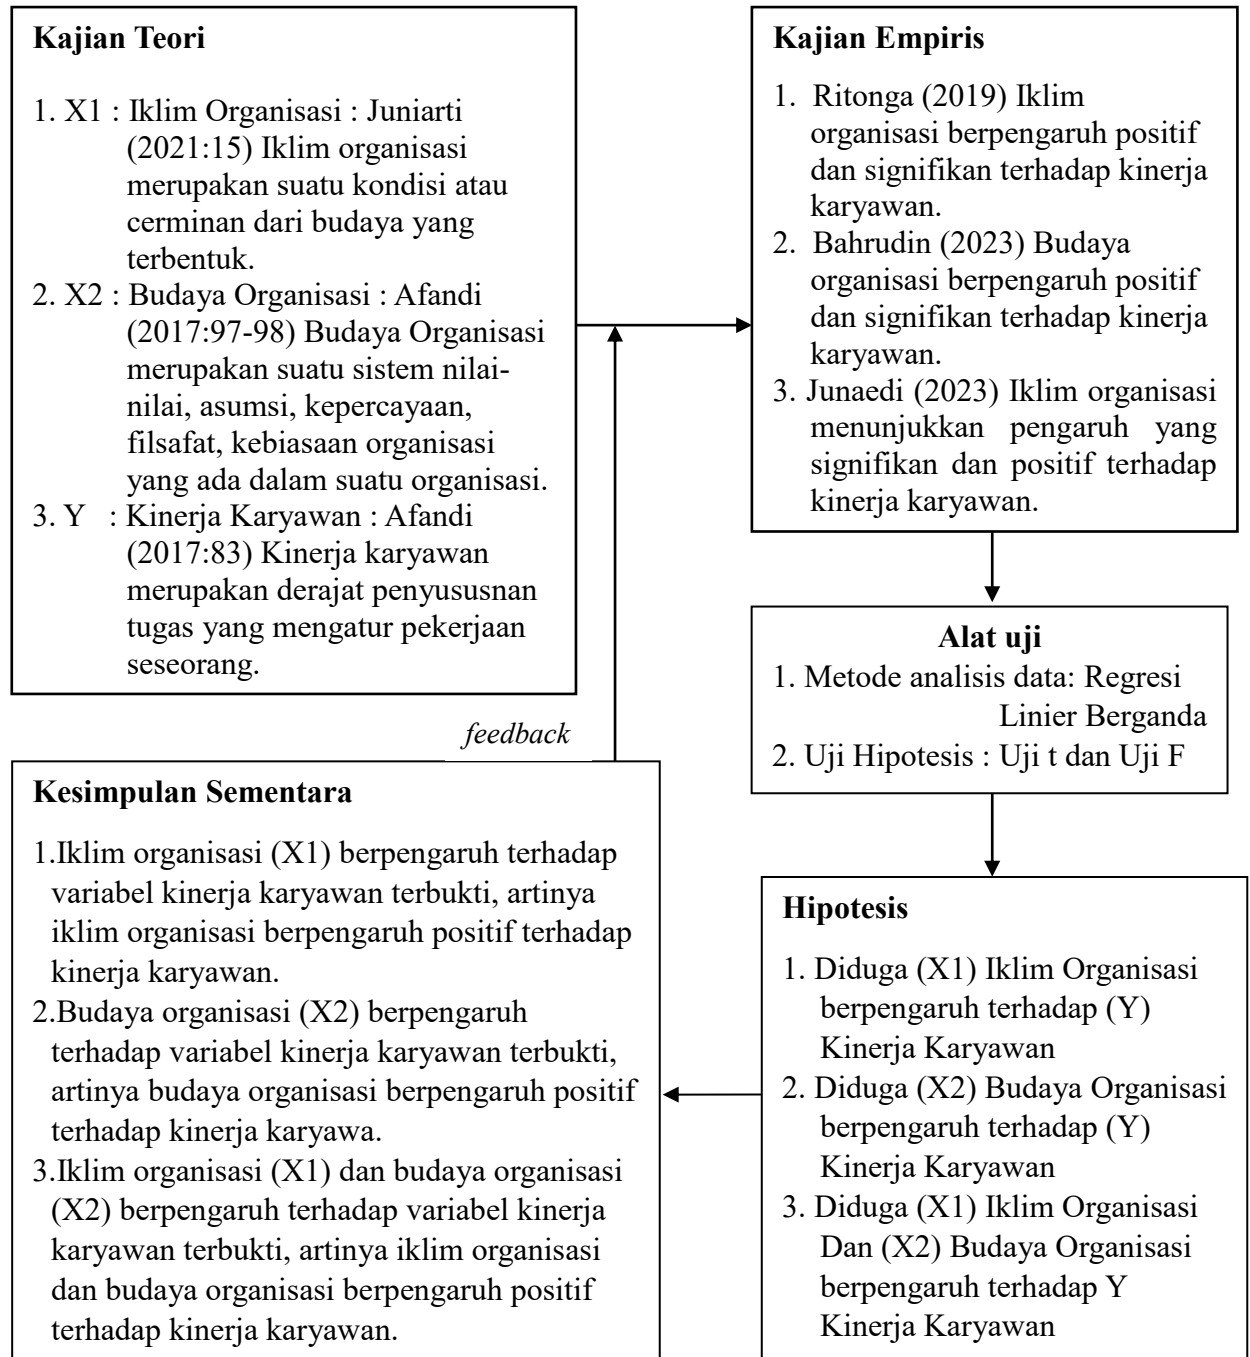 Kajian Teori
1. X1 : Iklim Organisasi : Juniarti
(2021:15) Iklim organisasi
merupakan suatu kondisi atau
cerminan dari budaya yang
terbentuk.
2. X2 : Budaya Organisasi : Afandi
(2017:97-98) Budaya Organisasi
merupakan suatu sistem nilai-
nilai, asumsi, kepercayaan,
filsafat, kebiasaan organisasi
yang ada dalam suatu organisasi.
3. Y : Kinerja Karyawan : Afandi
(2017:83) Kinerja karyawan
merupakan derajat penyususnan
tugas yang mengatur pekerjaan
seseorang.
Kajian Empiris
1. Ritonga (2019) Iklim
organisasi berpengaruh positif
dan signifikan terhadap kinerja
karyawan.
2. Bahrudin (2023) Budaya
organisasi berpengaruh positif
dan signifikan terhadap kinerja
karyawan.
3. Junaedi (2023) Iklim organisasi
menunjukkan pengaruh yang
signifikan dan positif terhadap
kinerja karyawan.
Alat uji
1. Metode analisis data: Regresi
Linier Berganda
2. Uji Hipotesis : Uji t dan Uji F
Hipotesis
1. Diduga (X1) Iklim Organisasi
berpengaruh terhadap (Y)
Kinerja Karyawan
2. Diduga (X2) Budaya Organisasi
berpengaruh terhadap (Y)
Kinerja Karyawan
3. Diduga (X1) Iklim Organisasi
Dan (X2) Budaya Organisasi
berpengaruh terhadap Y
Kinerja Karyawan
feedback
Kesimpulan Sementara
1.Iklim organisasi (X1) berpengaruh terhadap
variabel kinerja karyawan terbukti, artinya
iklim organisasi berpengaruh positif terhadap
kinerja karyawan.
2.Budaya organisasi (X2) berpengaruh
terhadap variabel kinerja karyawan terbukti,
artinya budaya organisasi berpengaruh positif
terhadap kinerja karyawa.
3.Iklim organisasi (X1) dan budaya organisasi
(X2) berpengaruh terhadap variabel kinerja
karyawan terbukti, artinya iklim organisasi
dan budaya organisasi berpengaruh positif
terhadap kinerja karyawan.